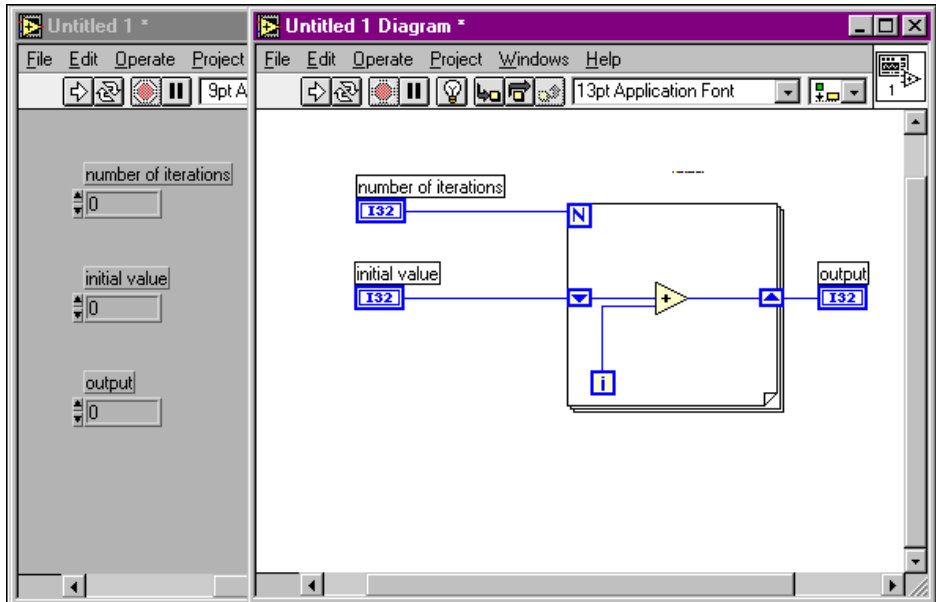 Untitled 1 *
File Edit Operate Project
9pt A
number of iterations
0
initial value
0
output
0
Untitled 1 Diagram *
File Edit Operate Project Windows Help
13pt Application Font
1
number of iterations
I32
N
initial value
I32
+
output
I32
i